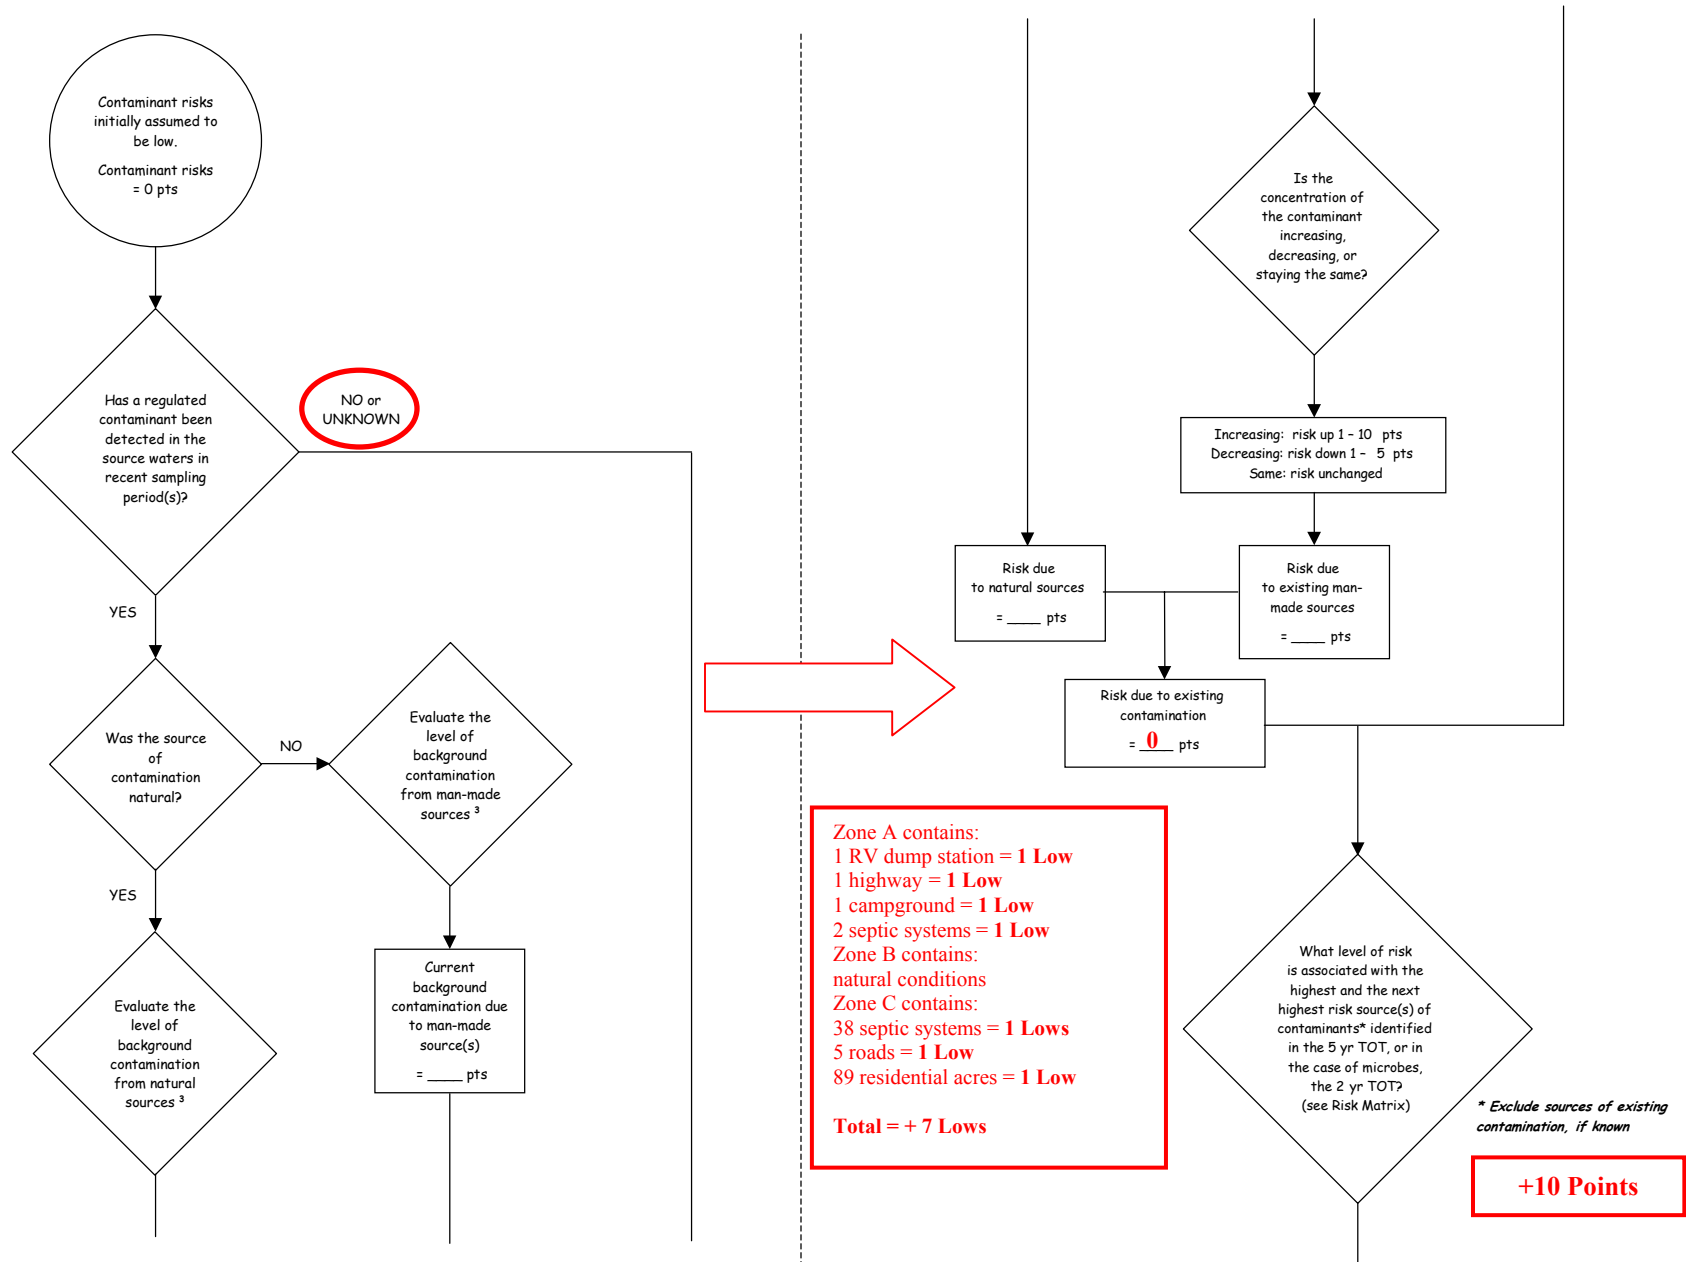 Contaminant risks
initially assumed to
be low.
Contaminant risks
= 0 pts
Has a regulated
contaminant been
detected in the
source waters in
recent sampling
period(s)?
NO or
UNKNOWN
YES
Was the source
of
contamination
natural?
NO
Evaluate the
level of
background
contamination
from man-made
sources ³
YES
Evaluate the
level of
background
contamination
from natural
sources ³
Current
background
contamination due
to man-made
source(s)
= ____ pts
Is the
concentration of
the contaminant
increasing,
decreasing, or
staying the same?
Increasing: risk up 1 – 10 pts
Decreasing: risk down 1 – 5 pts
Same: risk unchanged
Risk due
to natural sources
= ____ pts
Risk due
to existing man-
made sources
= ____ pts
Risk due to existing
contamination
= __0__ pts
Zone A contains:
1 RV dump station = 1 Low
1 highway = 1 Low
1 campground = 1 Low
2 septic systems = 1 Low
Zone B contains:
natural conditions
Zone C contains:
38 septic systems = 1 Lows
5 roads = 1 Low
89 residential acres = 1 Low
Total = + 7 Lows
What level of risk
is associated with the
highest and the next
highest risk source(s) of
contaminants* identified
in the 5 yr TOT, or in
the case of microbes,
the 2 yr TOT?
(see Risk Matrix)
* Exclude sources of existing
contamination, if known
+10 Points